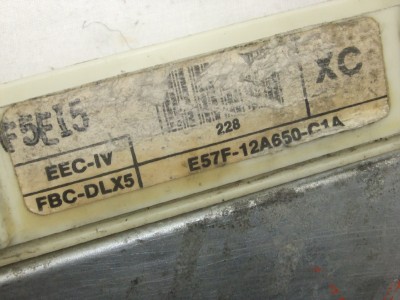 F5E15
XC
228
EEC-IV
E57F-12A650-C1A
FBC-DLX5